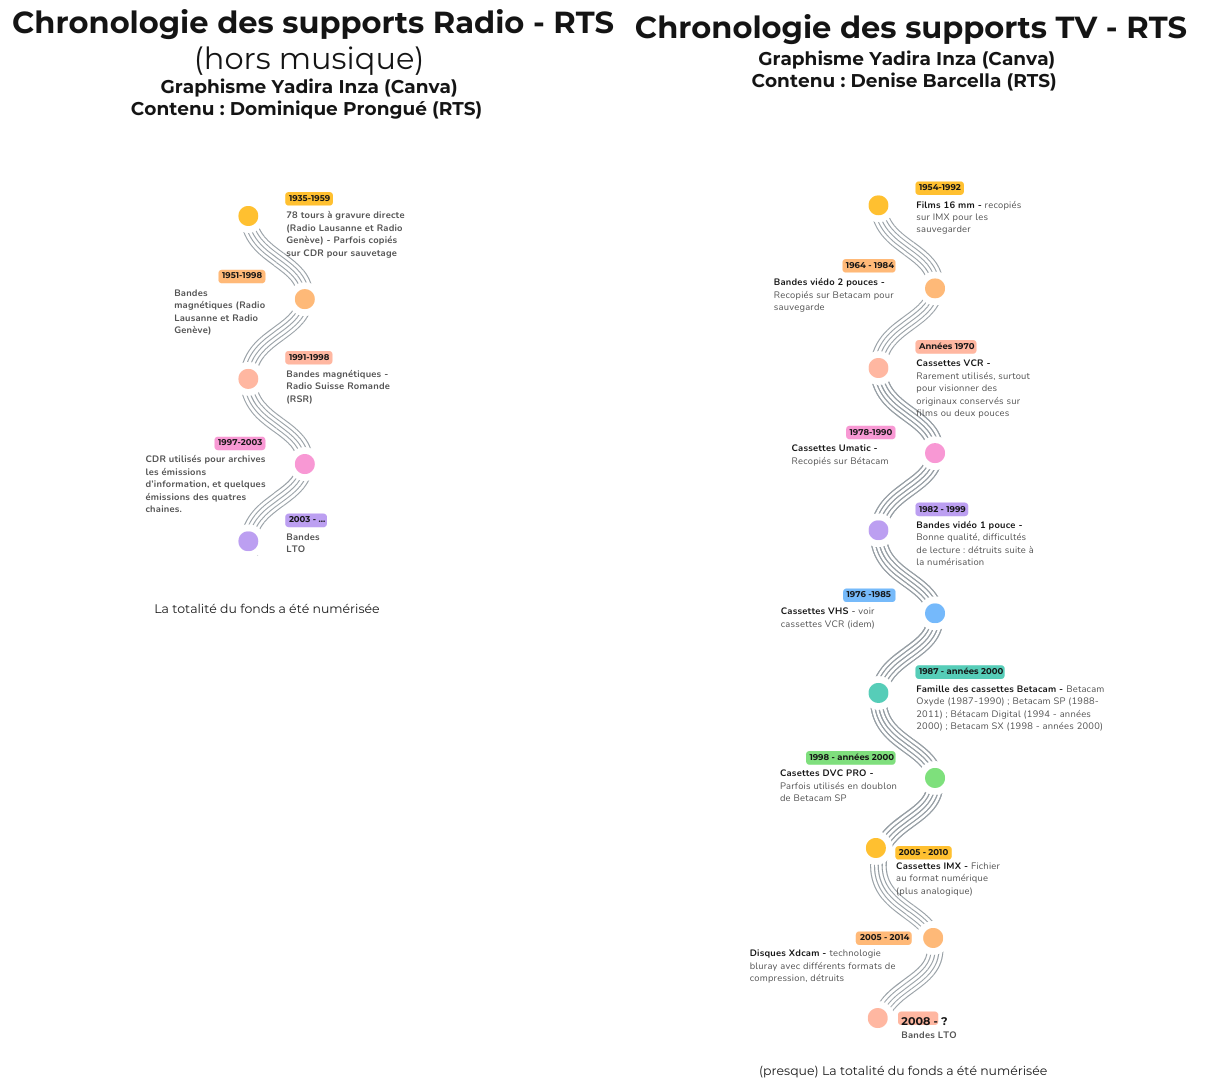 Chronologie des supports Radio - RTS
(hors musique)
Graphisme Yadira Inza (Canva)
Contenu : Dominique Prongué (RTS)
1935-1959
78 tours à gravure directe
(Radio Lausanne et Radio
Genève) - Parfois copiés
sur CDR pour sauvetage
1951-1998
Bandes
magnétiques (Radio
Lausanne et Radio
Genève)
1991-1998
Bandes magnétiques -
Radio Suisse Romande
(RSR)
1997-2003
CDR utilisés pour archives
les émissions
d'information, et quelques
émissions des quatres
chaines.
2003 - ...
Bandes
LTO
La totalité du fonds a été numérisée
Chronologie des supports TV - RTS
Graphisme Yadira Inza (Canva)
Contenu : Denise Barcella (RTS)
1954-1992
Films 16 mm - recopiés
sur IMX pour les
sauvegarder
1964 - 1984
Bandes viédo 2 pouces -
Recopiés sur Betacam pour
sauvegarde
Années 1970
Cassettes VCR -
Rarement utilisés, surtout
pour visionner des
originaux conservés sur
films ou deux pouces
1978-1990
Cassettes Umatic -
Recopiés sur Bétacam
1982 - 1999
Bandes vidéo 1 pouce -
Bonne qualité, difficultés
de lecture : détruits suite à
la numérisation
1976 -1985
Cassettes VHS - voir
cassettes VCR (idem)
1987 - années 2000
Famille des cassettes Betacam - Betacam
Oxyde (1987-1990) ; Betacam SP (1988-
2011) ; Bétacam Digital (1994 - années
2000) ; Betacam SX (1998 - années 2000)
1998 - années 2000
Casettes DVC PRO -
Parfois utilisés en doublon
de Betacam SP
2005 - 2010
Cassettes IMX - Fichier
au format numérique
(plus analogique)
2005 - 2014
Disques Xdcam - technologie
bluray avec différents formats de
compression, détruits
2008 - ?
Bandes LTO
(presque) La totalité du fonds a été numérisée